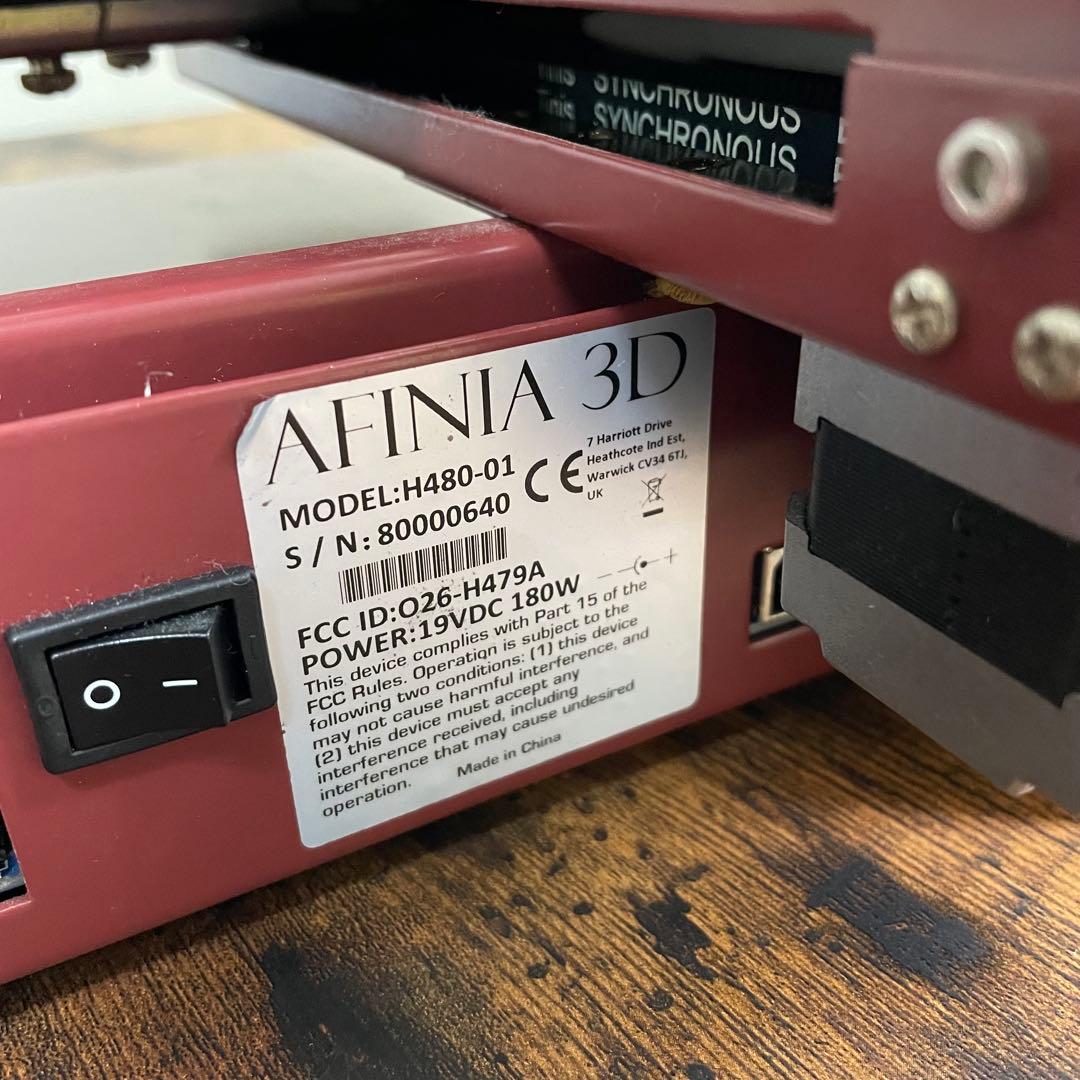 This SYNCHRONOUS
This SYNCHRONOUS
AFINIA 3D
MODEL:H480-01
S / N: 80000640
CE
7 Harriott Drive
Heathcote Ind Est,
Warwick CV34 6TJ,
UK
FCC ID:O26-H479A
POWER:19VDC 180W
This device complies with Part 15 of the
FCC Rules. Operation is subject to the
following two conditions: (1) this device
may not cause harmful interference, and
(2) this device must accept any
interference received, including
interference that may cause undesired
operation.
Made in China